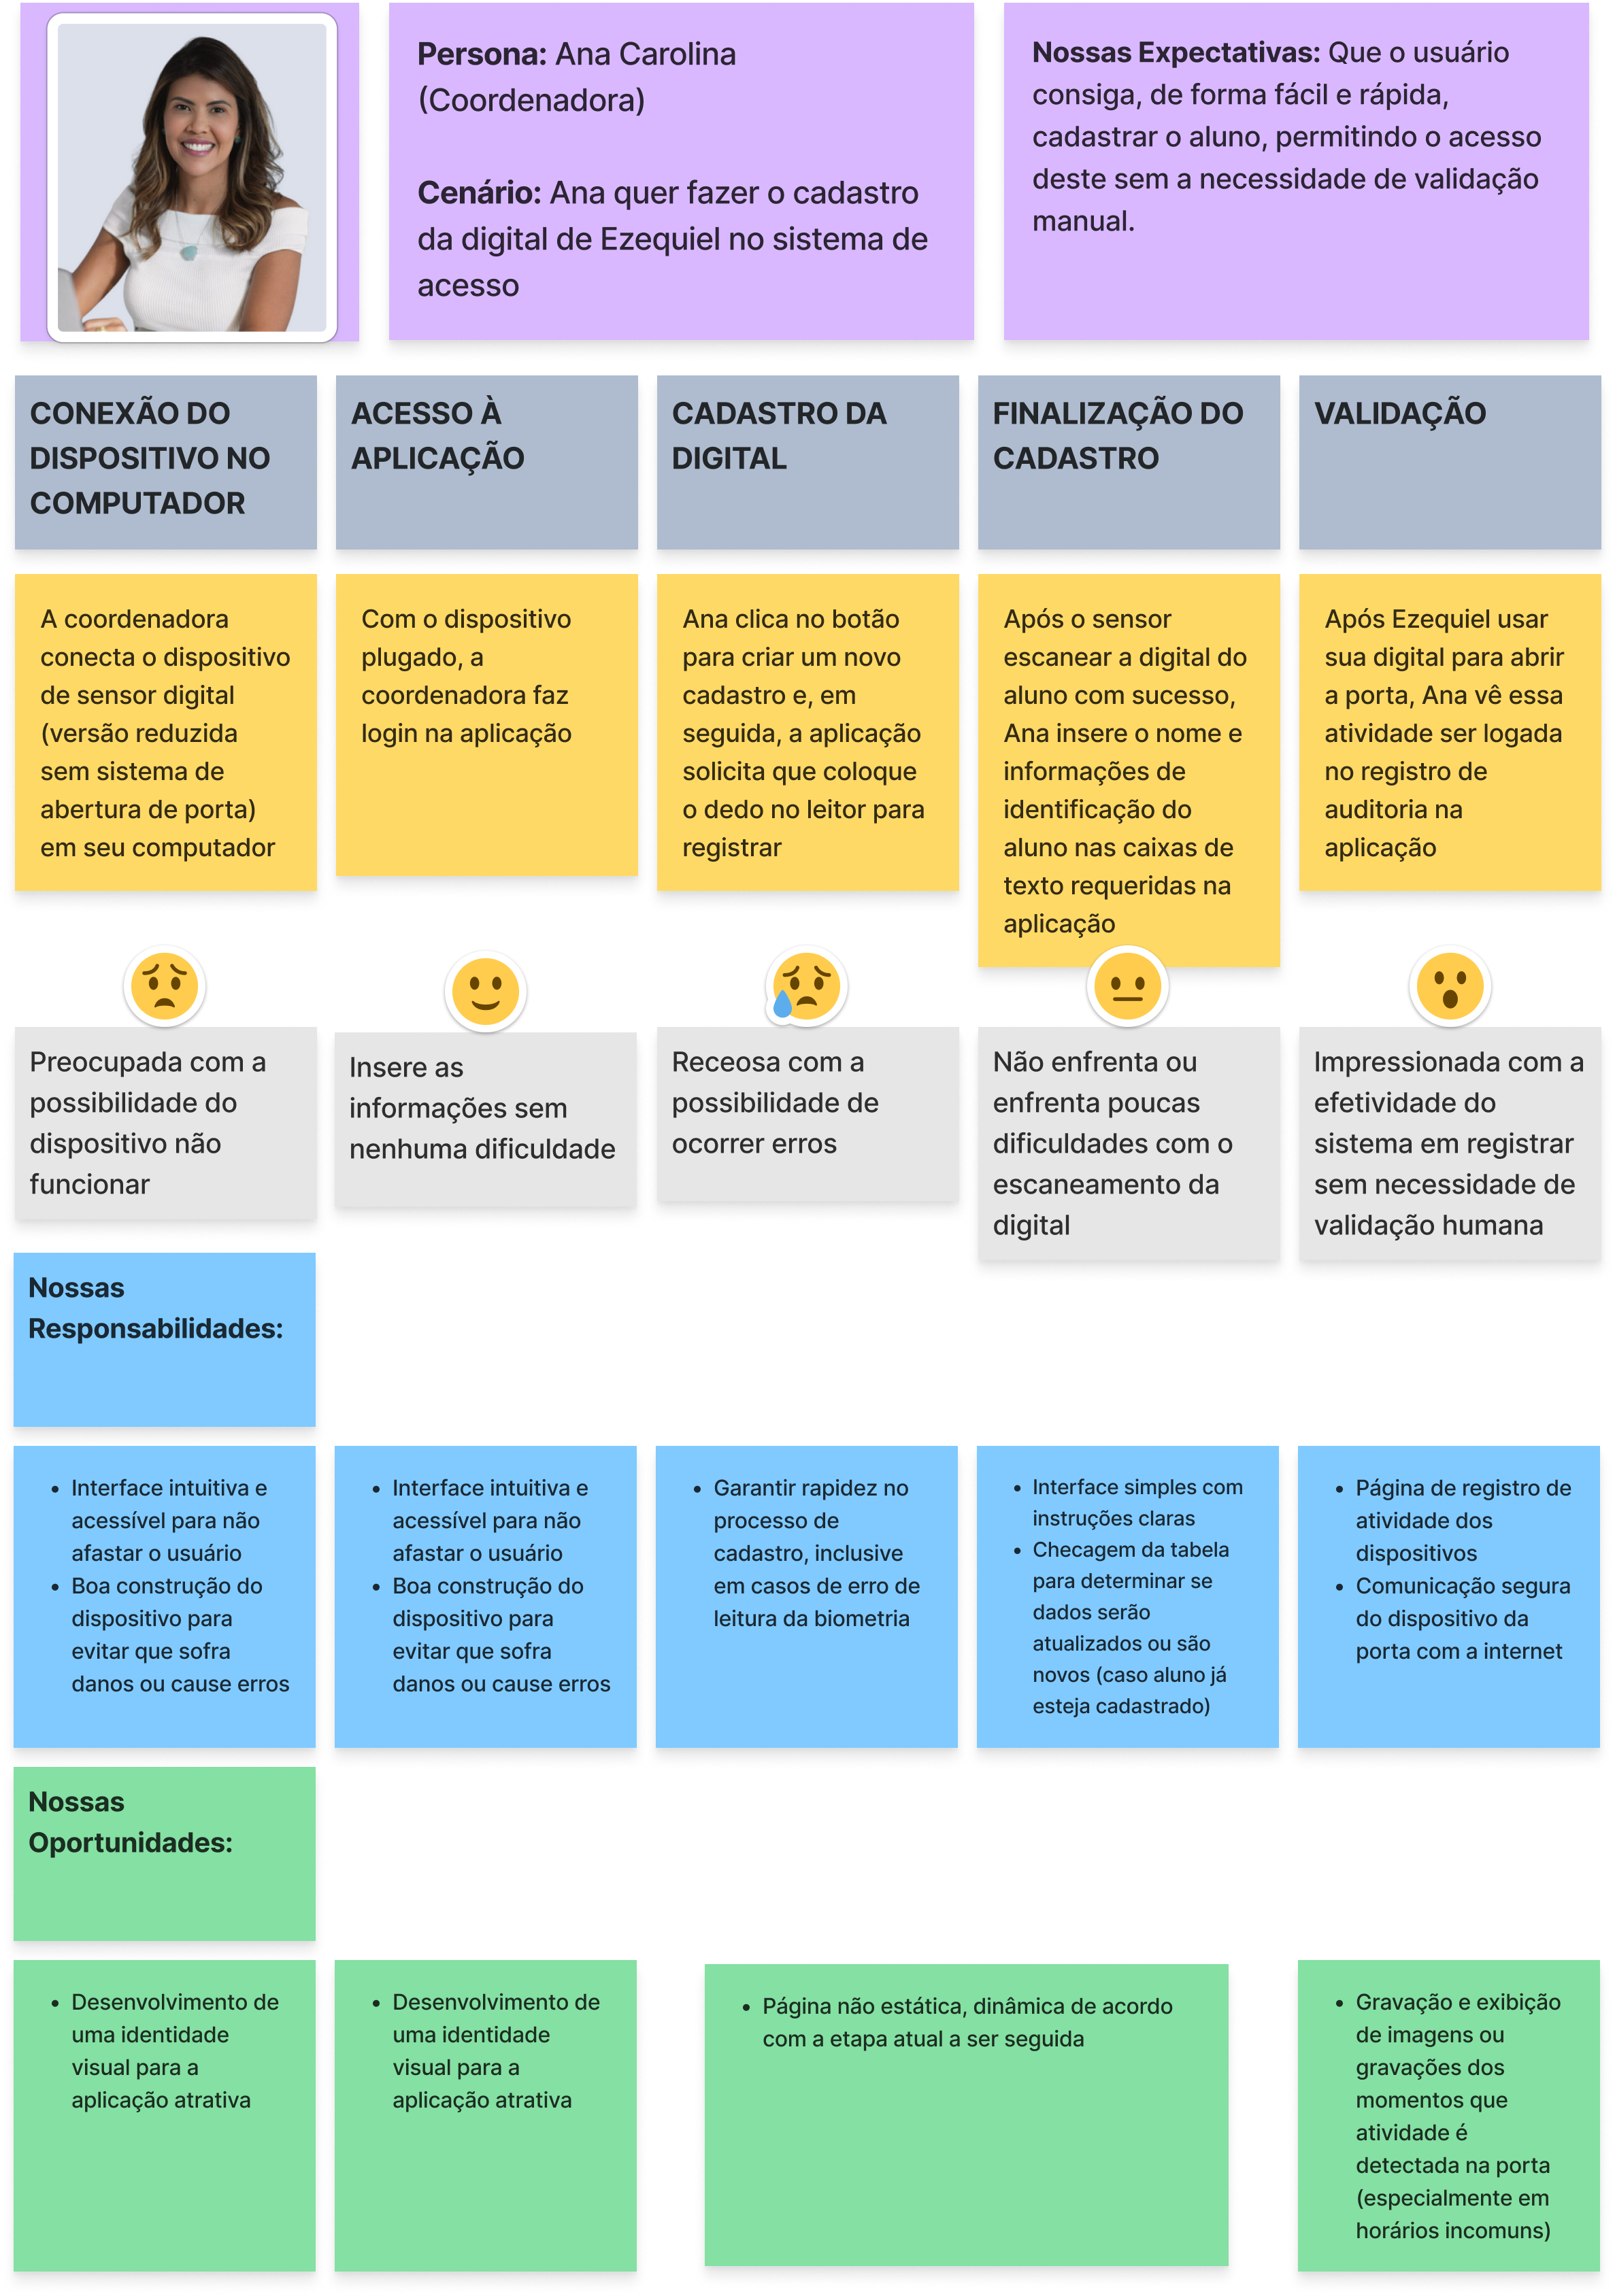 Persona: Ana Carolina
(Coordenadora)
Cenário: Ana quer fazer o cadastro
da digital de Ezequiel no sistema de
acesso
Nossas Expectativas: Que o usuário
consiga, de forma fácil e rápida,
cadastrar o aluno, permitindo o acesso
deste sem a necessidade de validação
manual.
CONEXÃO DO
DISPOSITIVO NO
COMPUTADOR
ACESSO À
APLICAÇÃO
CADASTRO DA
DIGITAL
FINALIZAÇÃO DO
CADASTRO
VALIDAÇÃO
A coordenadora
conecta o dispositivo
de sensor digital
(versão reduzida
sem sistema de
abertura de porta)
em seu computador
Com o dispositivo
plugado, a
coordenadora faz
login na aplicação
Ana clica no botão
para criar um novo
cadastro e, em
seguida, a aplicação
solicita que coloque
o dedo no leitor para
registrar
Após o sensor
escanear a digital do
aluno com sucesso,
Ana insere o nome e
informações de
identificação do
aluno nas caixas de
texto requeridas na
aplicação
Após Ezequiel usar
sua digital para abrir
a porta, Ana vê essa
atividade ser logada
no registro de
auditoria na
aplicação
Preocupada com a
possibilidade do
dispositivo não
funcionar
Insere as
informações sem
nenhuma dificuldade
Receosa com a
possibilidade de
ocorrer erros
Não enfrenta ou
enfrenta poucas
dificuldades com o
escaneamento da
digital
Impressionada com a
efetividade do
sistema em registrar
sem necessidade de
validação humana
Nossas
Responsabilidades:
• Interface intuitiva e
acessível para não
afastar o usuário
• Boa construção do
dispositivo para
evitar que sofra
danos ou cause erros
• Interface intuitiva e
acessível para não
afastar o usuário
• Boa construção do
dispositivo para
evitar que sofra
danos ou cause erros
• Garantir rapidez no
processo de
cadastro, inclusive
em casos de erro de
leitura da biometria
• Interface simples com
instruções claras
• Checagem da tabela
para determinar se
dados serão
atualizados ou são
novos (caso aluno já
esteja cadastrado)
• Página de registro de
atividade dos
dispositivos
• Comunicação segura
do dispositivo da
porta com a internet
Nossas
Oportunidades:
• Desenvolvimento de
uma identidade
visual para a
aplicação atrativa
• Desenvolvimento de
uma identidade
visual para a
aplicação atrativa
• Página não estática, dinâmica de acordo
com a etapa atual a ser seguida
• Gravação e exibição
de imagens ou
gravações dos
momentos que
atividade é
detectada na porta
(especialmente em
horários incomuns)